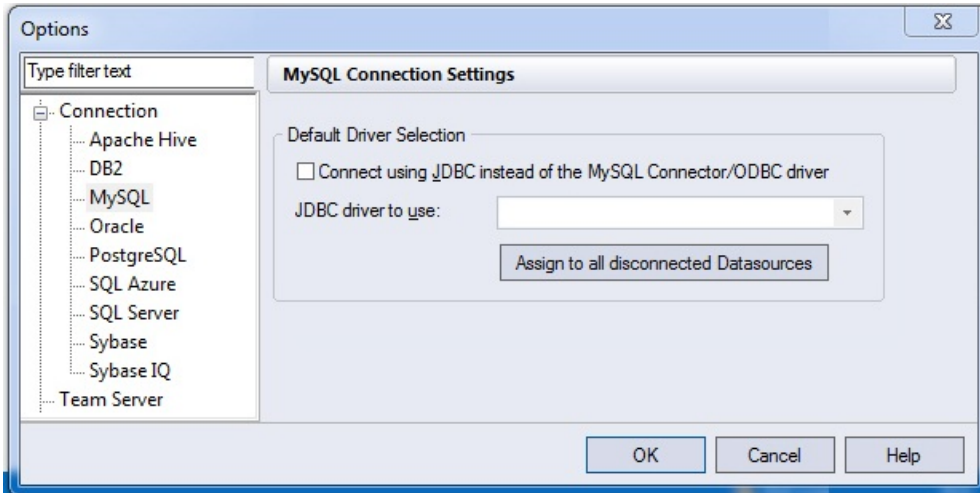 Options
Type filter text
Connection
Apache Hive
DB2
MySQL
Oracle
PostgreSQL
SQL Azure
SQL Server
Sybase
Sybase IQ
Team Server
MySQL Connection Settings
Default Driver Selection
Connect using JDBC instead of the MySQL Connector/ODBC driver
JDBC driver to use:
Assign to all disconnected Datasources
OK Cancel Help